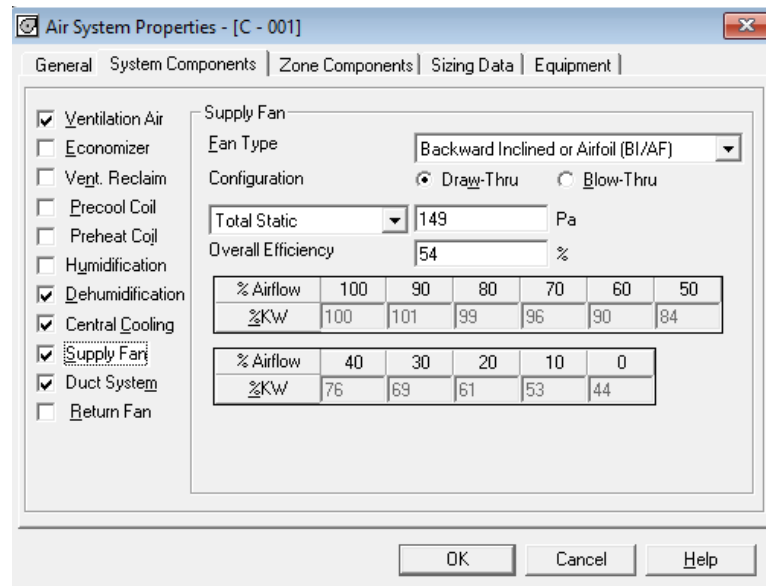 Air System Properties - [C - 001]
General System Components Zone Components Sizing Data Equipment
Ventilation Air
Economizer
Vent. Reclaim
Precool Coil
Preheat Coil
Humidification
Dehumidification
Central Cooling
Supply Fan
Duct System
Return Fan
Supply Fan
Fan Type Backward Inclined or Airfoil (BI/AF)
Configuration Draw-Thru Blow-Thru
Total Static 149 Pa
Overall Efficiency 54 %
% Airflow 100 90 80 70 60 50
%KW 100 101 99 96 90 84
% Airflow 40 30 20 10 0
%KW 76 69 61 53 44
OK Cancel Help